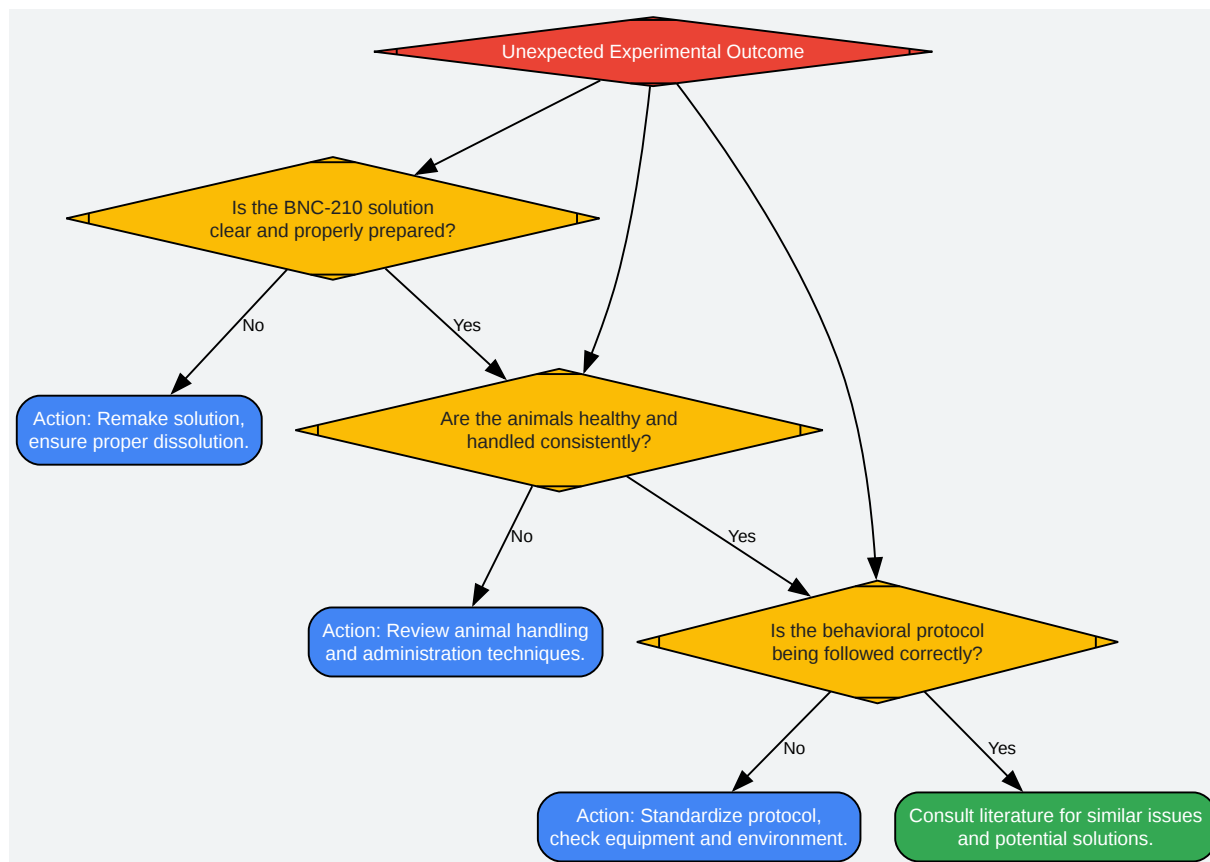 Unexpected Experimental Outcome
Is the BNC-210 solution
clear and properly prepared?
No
Yes
Action: Remake solution,
ensure proper dissolution.
Are the animals healthy and
handled consistently?
No
Yes
Action: Review animal handling
and administration techniques.
Is the behavioral protocol
being followed correctly?
No
Yes
Action: Standardize protocol,
check equipment and environment.
Consult literature for similar issues
and potential solutions.